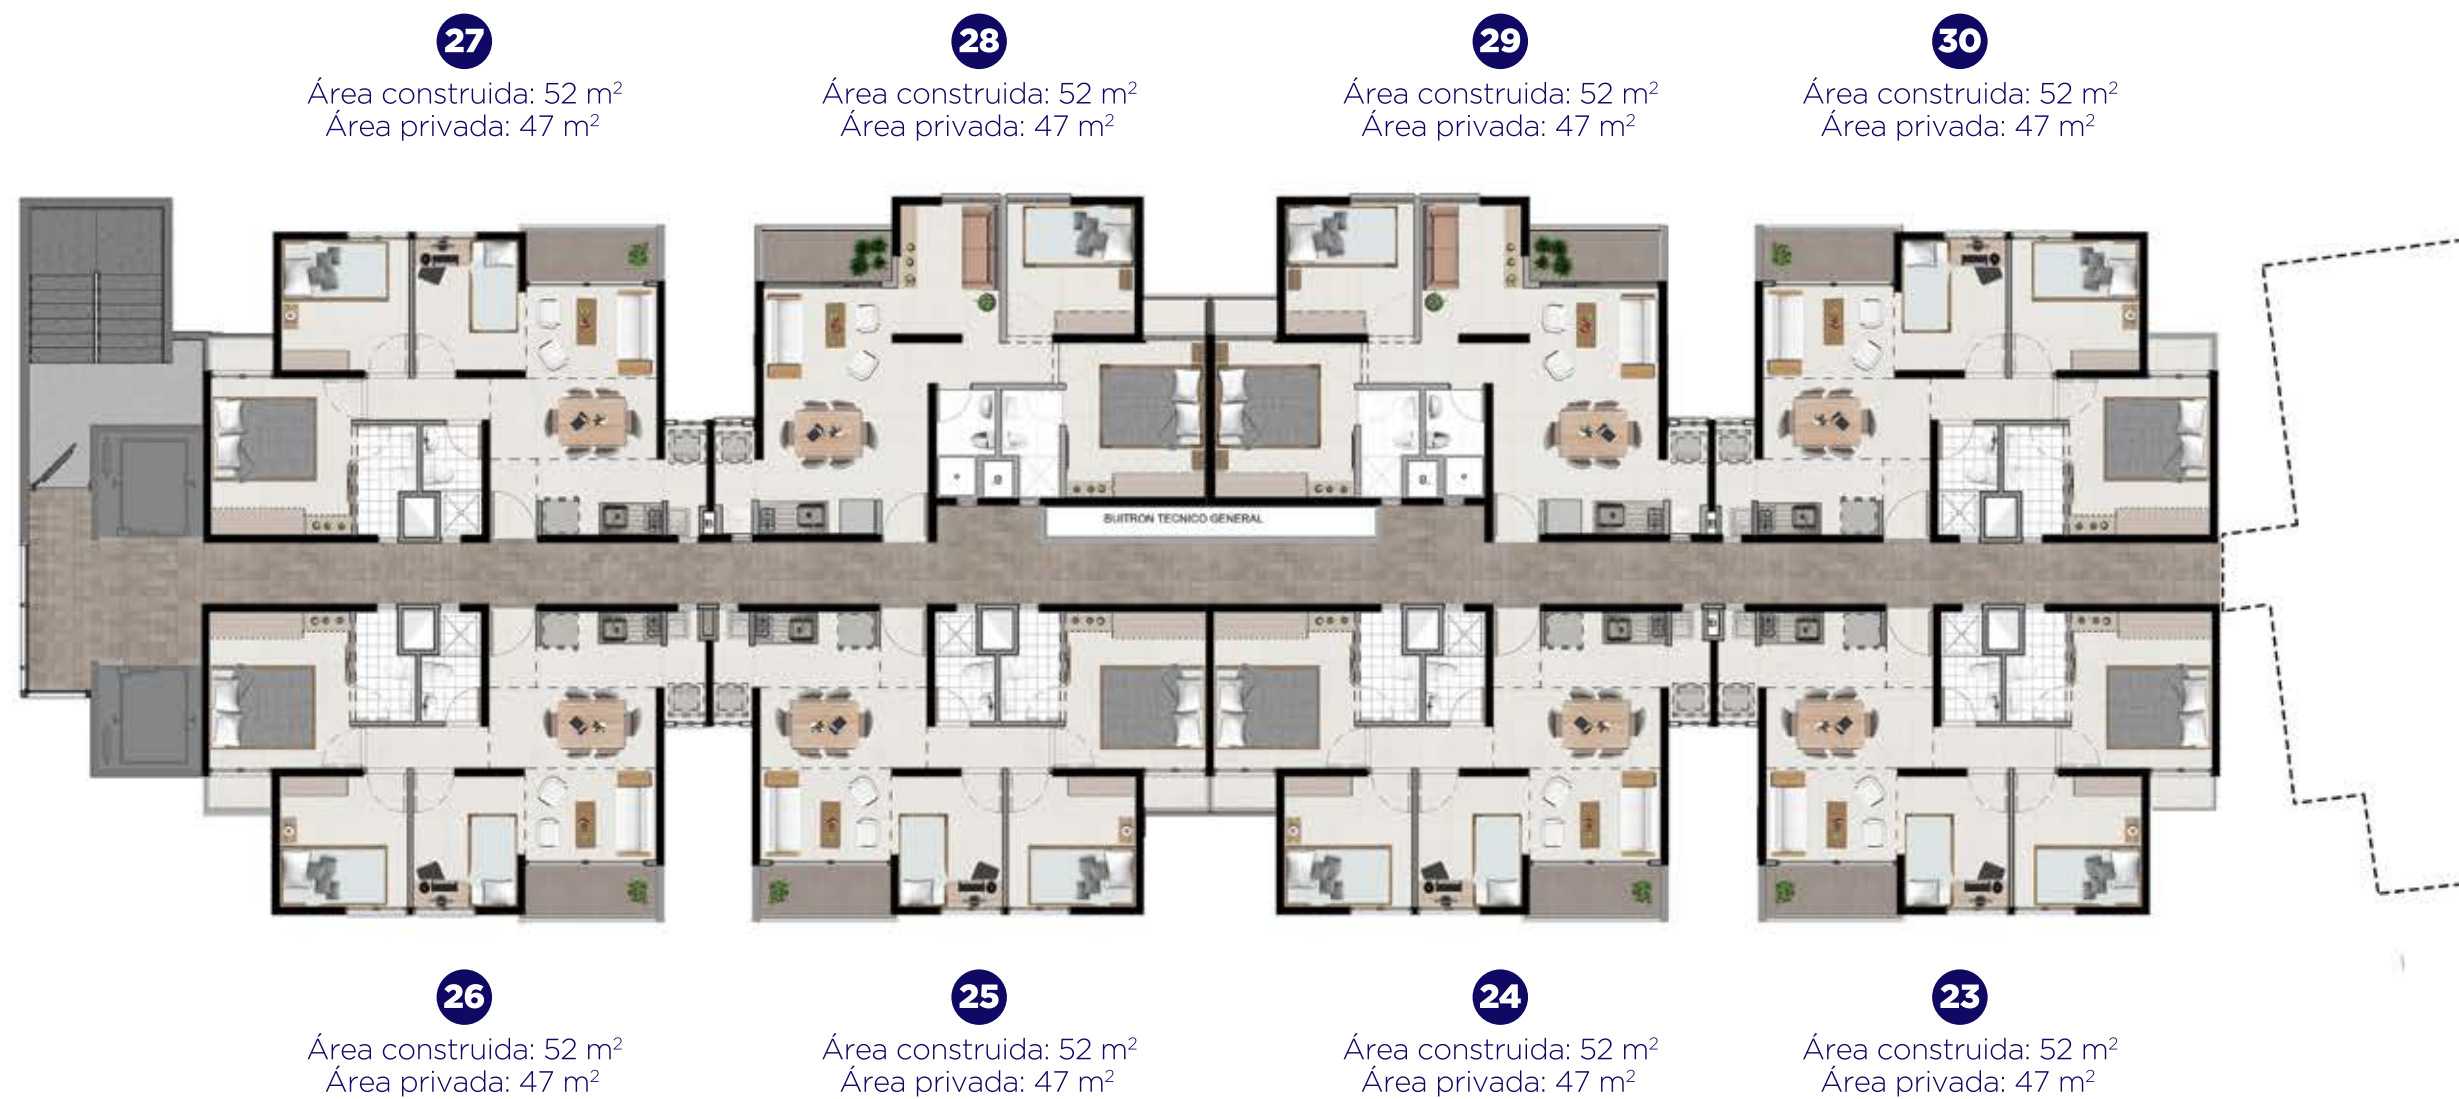 27
Área construida: 52 m²
Área privada: 47 m²
28
Área construida: 52 m²
Área privada: 47 m²
29
Área construida: 52 m²
Área privada: 47 m²
30
Área construida: 52 m²
Área privada: 47 m²
BUITRON TECNICO GENERAL
26
Área construida: 52 m²
Área privada: 47 m²
25
Área construida: 52 m²
Área privada: 47 m²
24
Área construida: 52 m²
Área privada: 47 m²
23
Área construida: 52 m²
Área privada: 47 m²